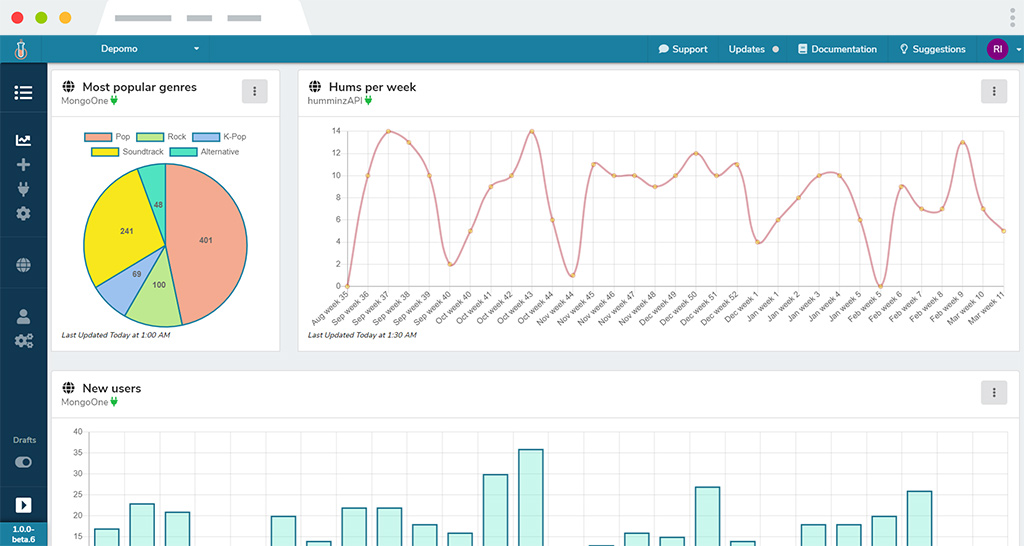 Depomo
Support
Updates
Documentation
Suggestions
RI
Most popular genres
MongoOne
Pop
Rock
K-Pop
Soundtrack
Alternative
48
241
401
69
100
Last Updated Today at 1:00 AM
Hums per week
humminzAPI
14
12
10
8
6
4
2
0
Aug week 35
Sep week 36
Sep week 37
Sep week 38
Sep week 39
Sep week 40
Oct week 40
Oct week 41
Oct week 42
Oct week 43
Oct week 44
Nov week 44
Nov week 45
Nov week 46
Nov week 47
Nov week 48
Dec week 49
Dec week 50
Dec week 51
Dec week 52
Dec week 1
Jan week 1
Jan week 2
Jan week 3
Jan week 4
Jan week 5
Feb week 5
Feb week 6
Feb week 7
Feb week 8
Feb week 9
Mar week 10
Mar week 11
Last Updated Today at 1:30 AM
New users
MongoOne
40
35
30
25
20
15
Drafts
1.0.0-
beta.6